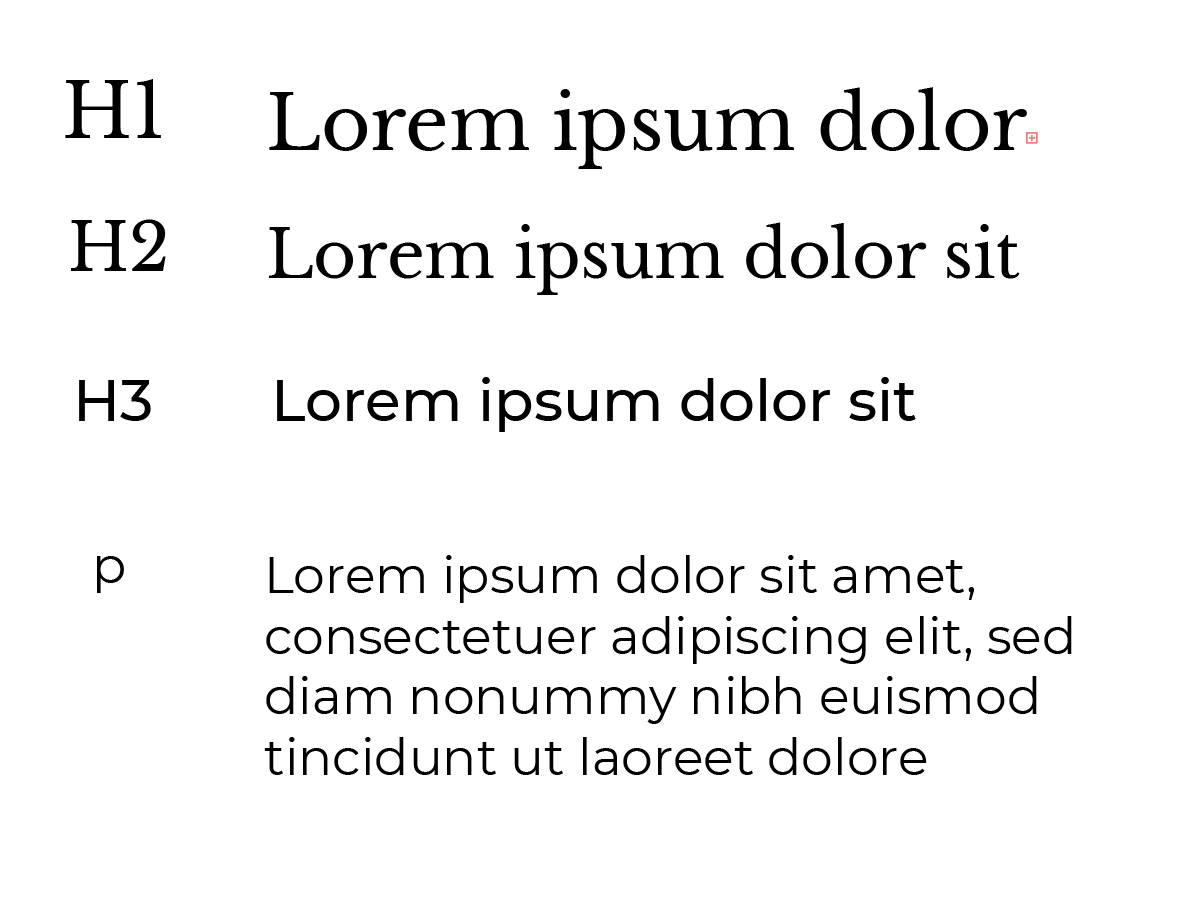 H1 Lorem ipsum dolor
H2 Lorem ipsum dolor sit
H3 Lorem ipsum dolor sit
p Lorem ipsum dolor sit amet,
consectetuer adipiscing elit, sed
diam nonummy nibh euismod
tincidunt ut laoreet dolore